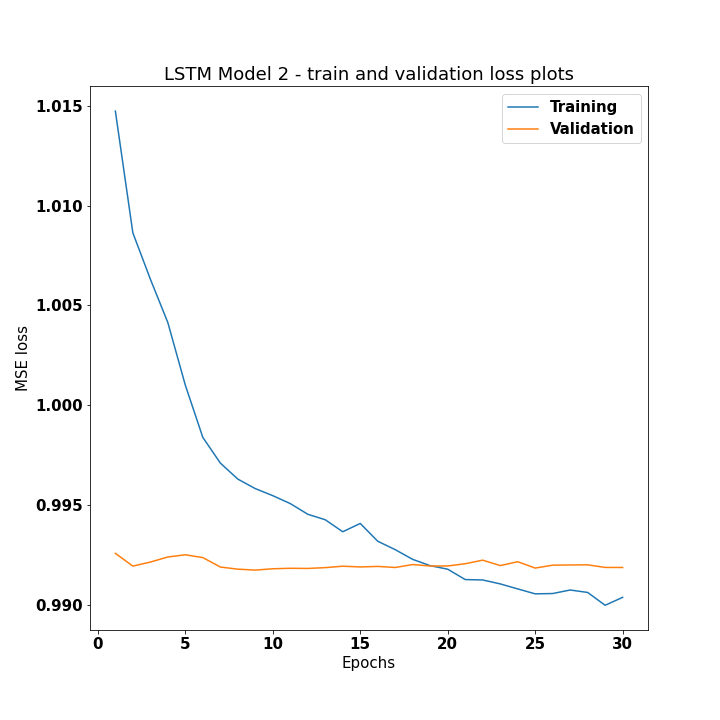 LSTM Model 2 - train and validation loss plots
Training
Validation
1.015
1.010
1.005
1.000
0.995
0.990
MSE loss
0
5
10
15
20
25
30
Epochs